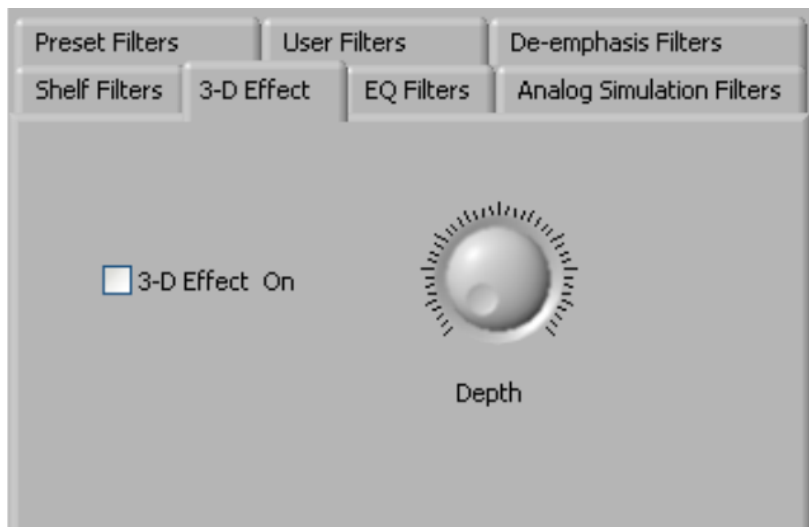 Preset Filters User Filters De-emphasis Filters
Shelf Filters 3-D Effect EQ Filters Analog Simulation Filters
3-D Effect On
Depth